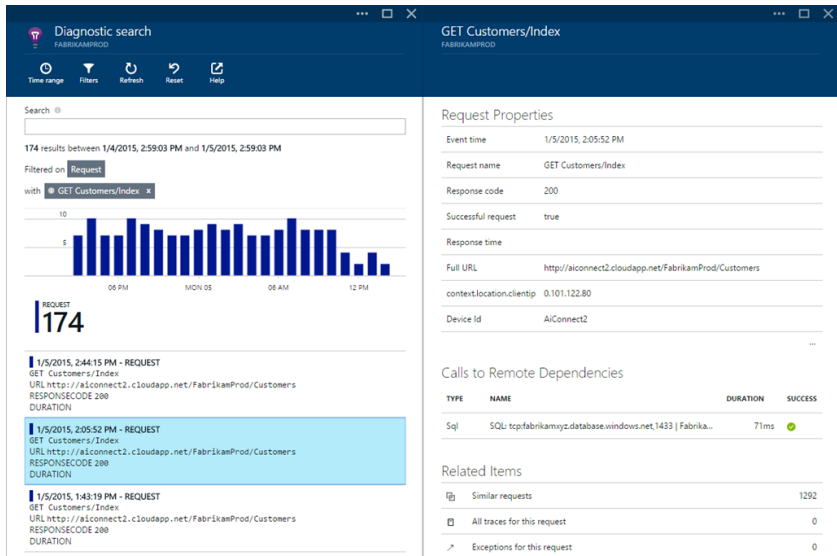 Diagnostic search
FABRIKAMPROD
Time range
Filters
Refresh
Reset
Help
Search
174 results between 1/4/2015, 2:59:03 PM and 1/5/2015, 2:59:03 PM
Filtered on Request
with GET Customers/Index x
10
5
06 PM
MON 05
06 AM
12 PM
REQUEST
174
1/5/2015, 2:44:15 PM - REQUEST
GET Customers/Index
URL http://aiconnect2.cloudapp.net/FabrikamProd/Customers
RESPONSECODE 200
DURATION
1/5/2015, 2:05:52 PM - REQUEST
GET Customers/Index
URL http://aiconnect2.cloudapp.net/FabrikamProd/Customers
RESPONSECODE 200
DURATION
1/5/2015, 1:43:19 PM - REQUEST
GET Customers/Index
URL http://aiconnect2.cloudapp.net/FabrikamProd/Customers
RESPONSECODE 200
DURATION
GET Customers/Index
FABRIKAMPROD
Request Properties
Event time 1/5/2015, 2:05:52 PM
Request name GET Customers/Index
Response code 200
Successful request true
Response time
Full URL http://aiconnect2.cloudapp.net/FabrikamProd/Customers
context.location.clientip 0.101.122.80
Device Id AiConnect2
...
Calls to Remote Dependencies
TYPE NAME DURATION SUCCESS
Sql SQL: tcp:fabrikamxyz.database.windows.net,1433 | Fabrika... 71ms
Related Items
Similar requests 1292
All traces for this request 0
Exceptions for this request 0